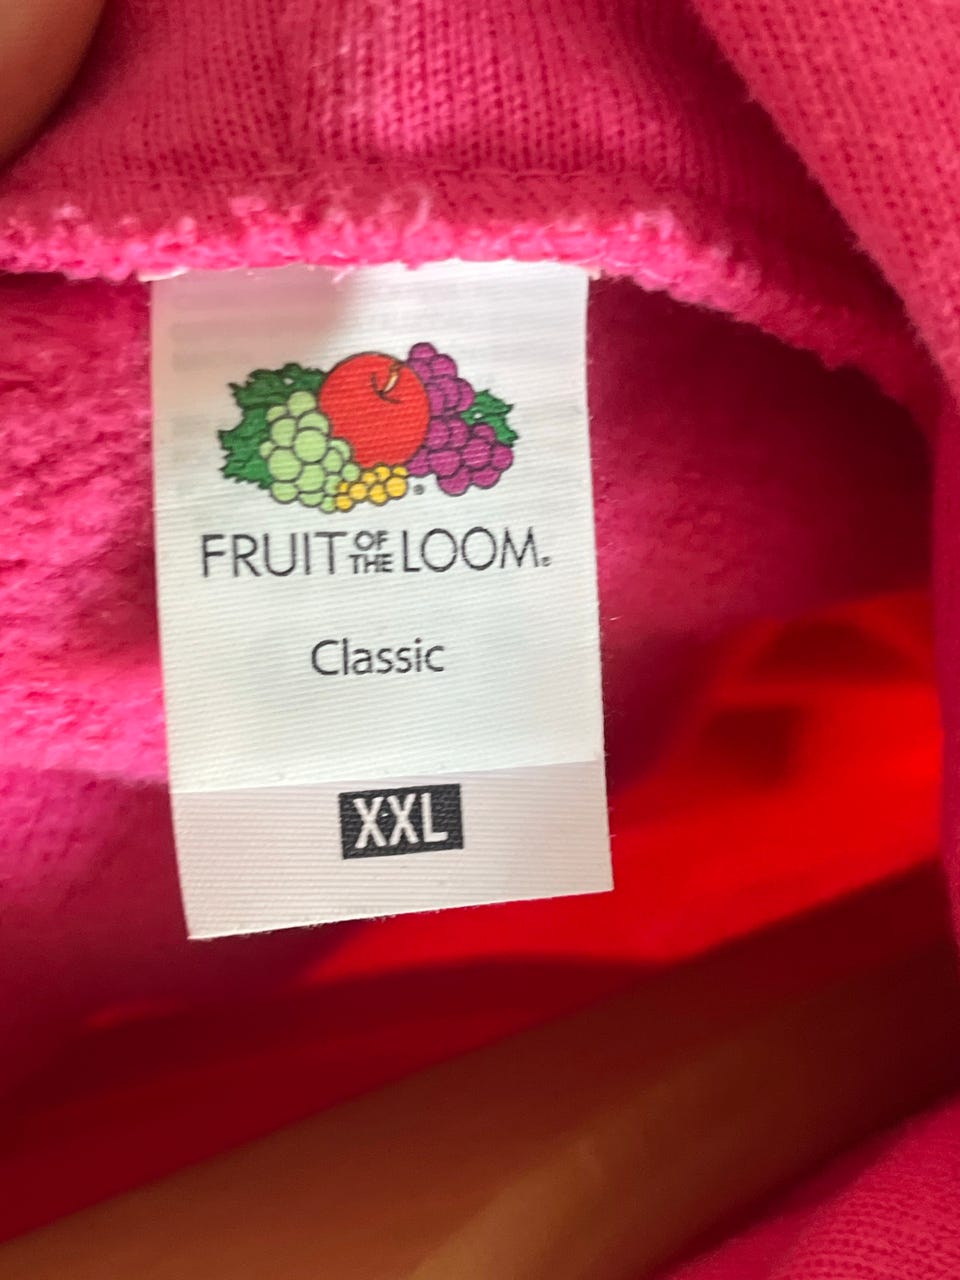 FRUIT OF THE LOOM®
Classic
XXL